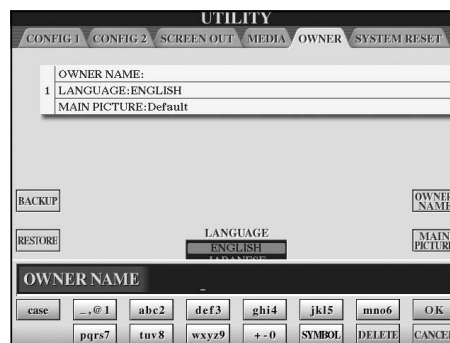 UTILITY
CONFIG 1 CONFIG 2 SCREEN OUT MEDIA OWNER SYSTEM RESET
OWNER NAME:
1 LANGUAGE:ENGLISH
MAIN PICTURE:Default
BACKUP
OWNER NAME
RESTORE
LANGUAGE
ENGLISH
JAPANESE
MAIN PICTURE
OWNER NAME _
case _,@1 abc2 def3 ghi4 jkl5 mno6 OK
pqrs7 tuv8 wxyz9 +-0 SYMBOL DELETE CANCEL